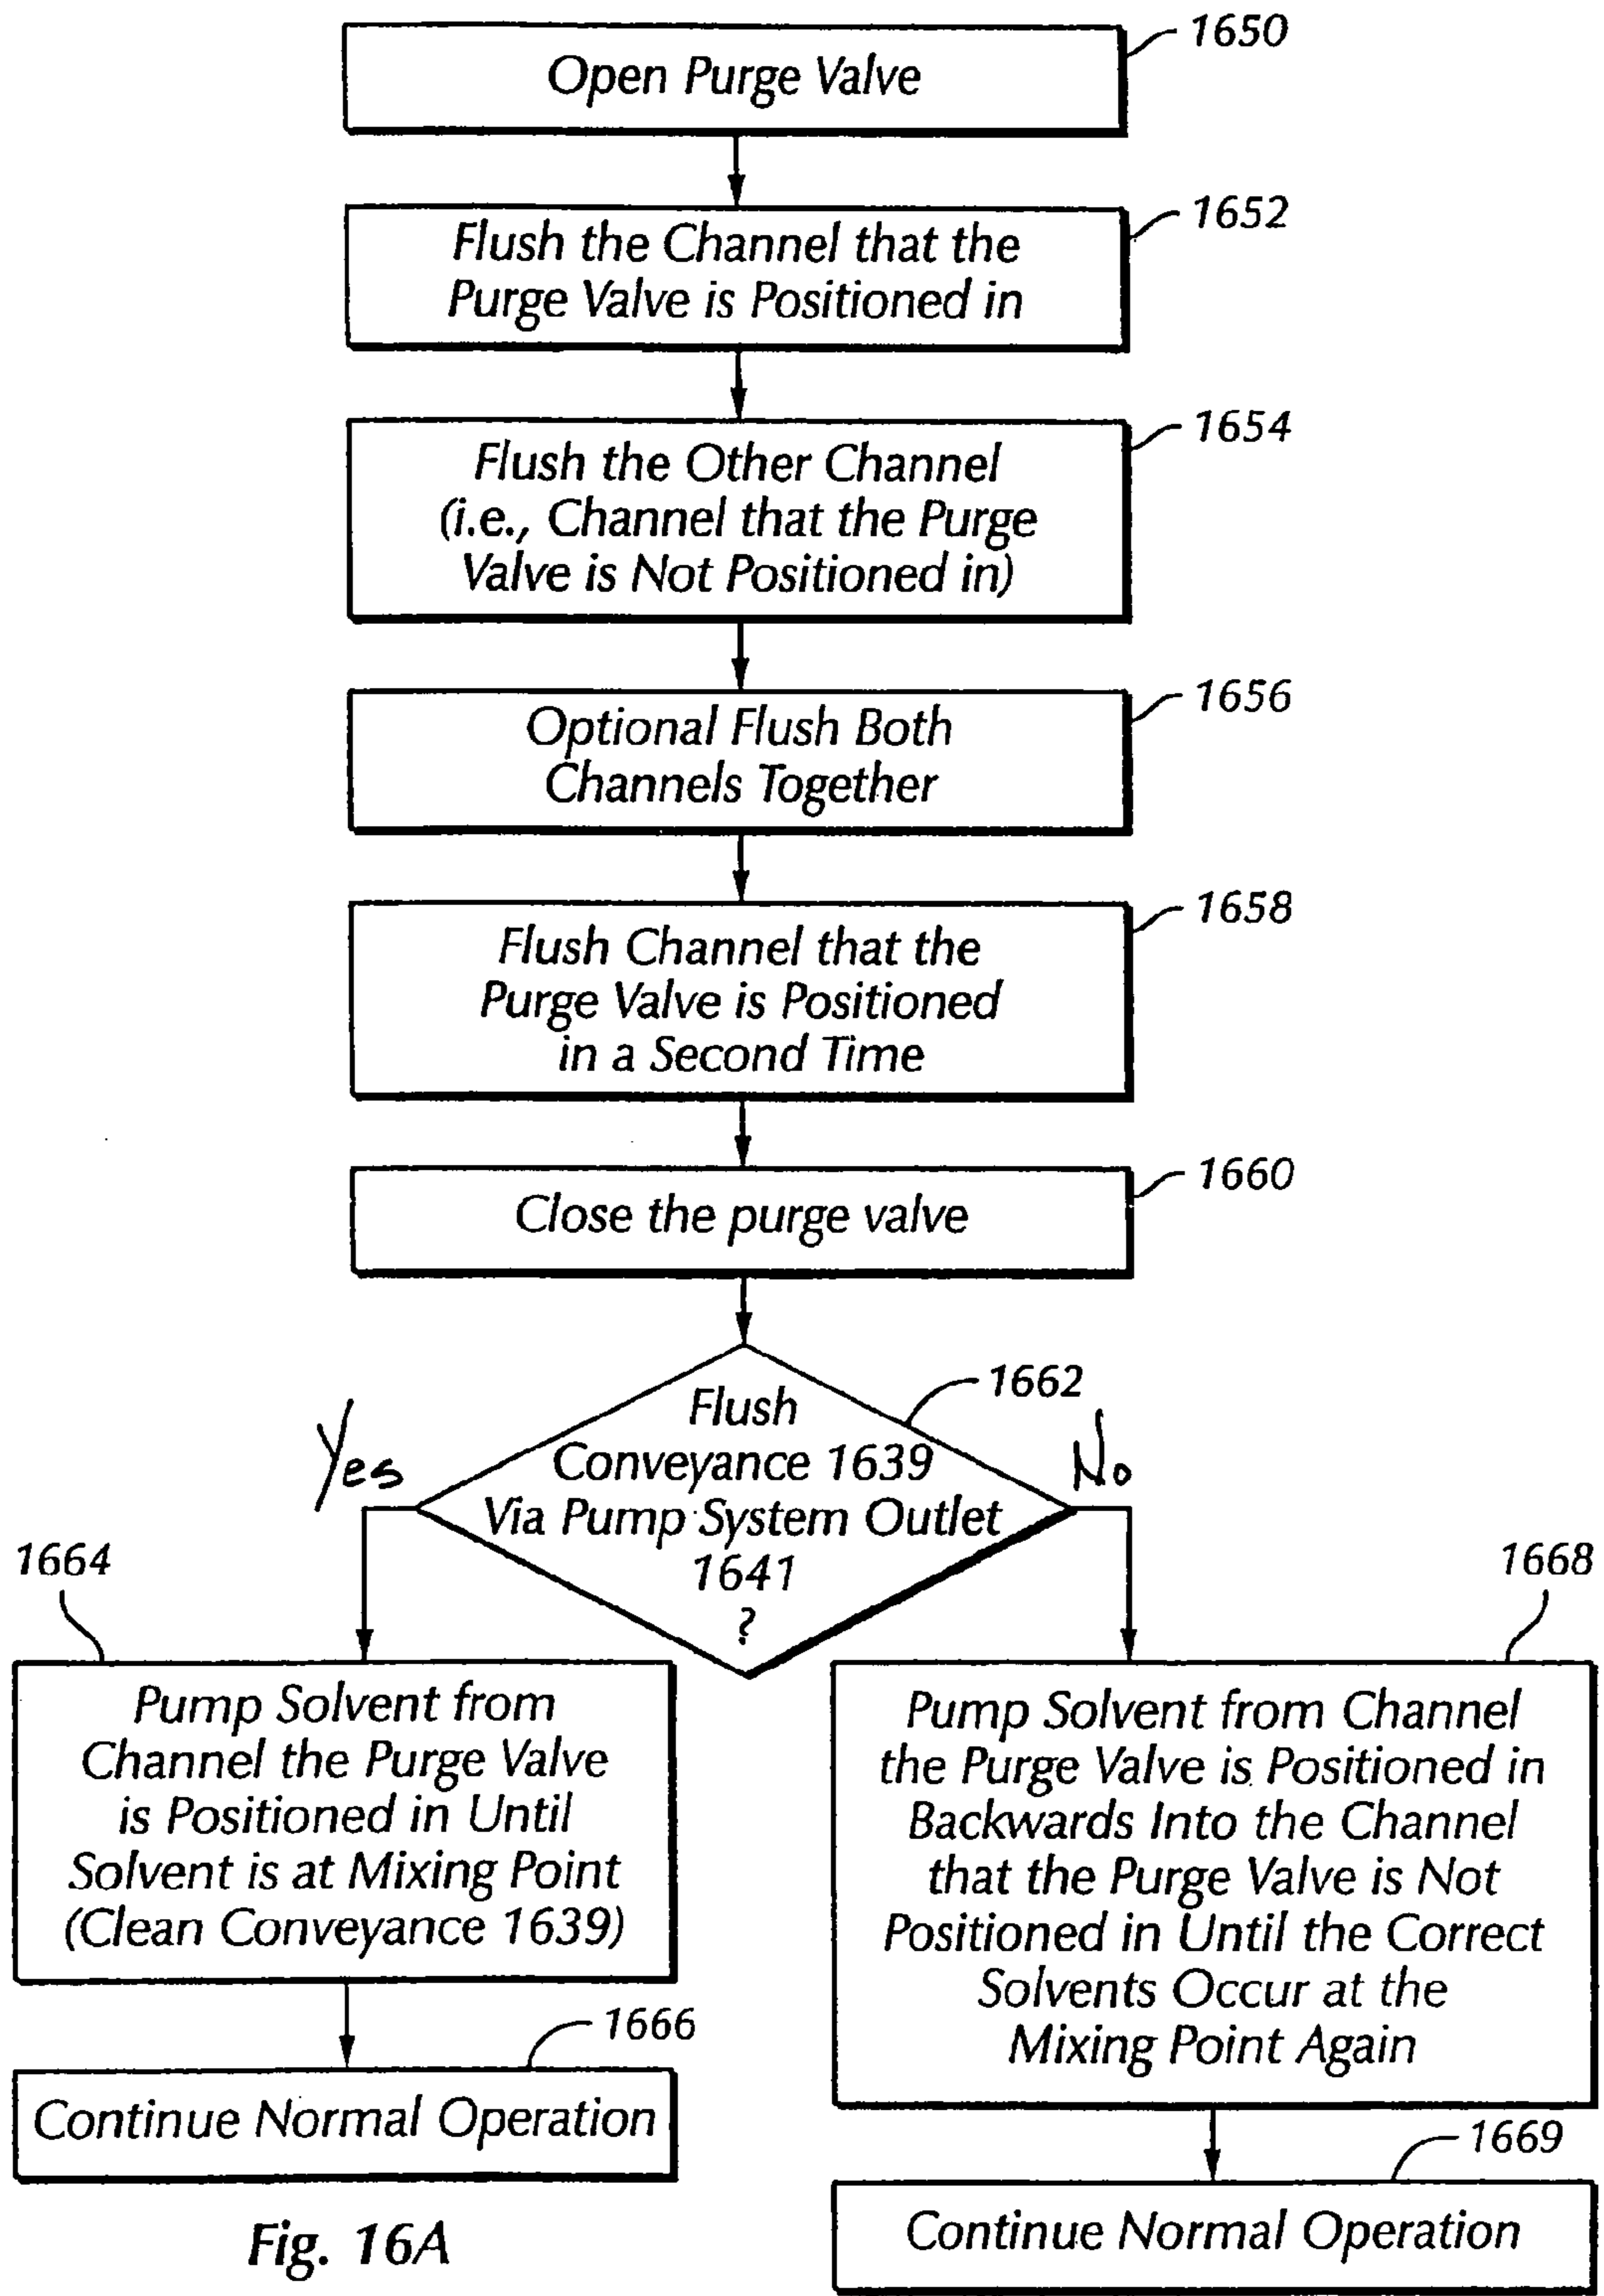 1650
Open Purge Valve
1652
Flush the Channel that the
Purge Valve is Positioned in
1654
Flush the Other Channel
(i.e., Channel that the Purge
Valve is Not Positioned in)
1656
Optional Flush Both
Channels Together
1658
Flush Channel that the
Purge Valve is Positioned
in a Second Time
1660
Close the purge valve
1662
Flush
Conveyance 1639
Via Pump System Outlet
1641
?
Yes
No
1664
Pump Solvent from
Channel the Purge Valve
is Positioned in Until
Solvent is at Mixing Point
(Clean Conveyance 1639)
1666
Continue Normal Operation
1668
Pump Solvent from Channel
the Purge Valve is Positioned in
Backwards Into the Channel
that the Purge Valve is Not
Positioned in Until the Correct
Solvents Occur at the
Mixing Point Again
1669
Continue Normal Operation
Fig. 16A